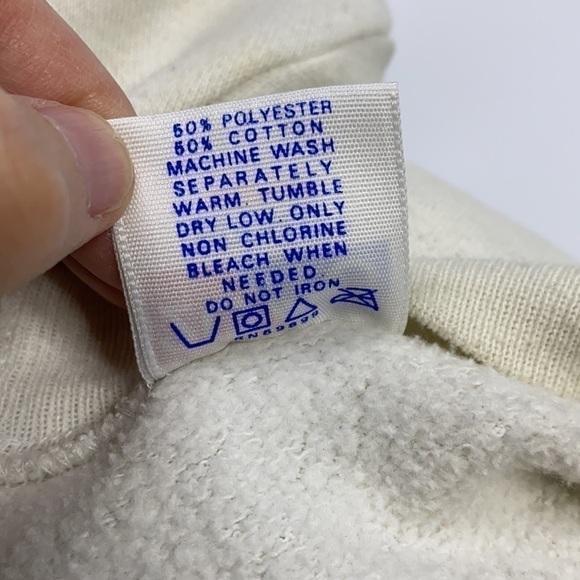 50% POLYESTER
50% COTTON
MACHINE WASH
SEPARATELY
WARM. TUMBLE
DRY LOW. ONLY
NON CHLORINE
BLEACH WHEN
NEEDED.
DO NOT IRON